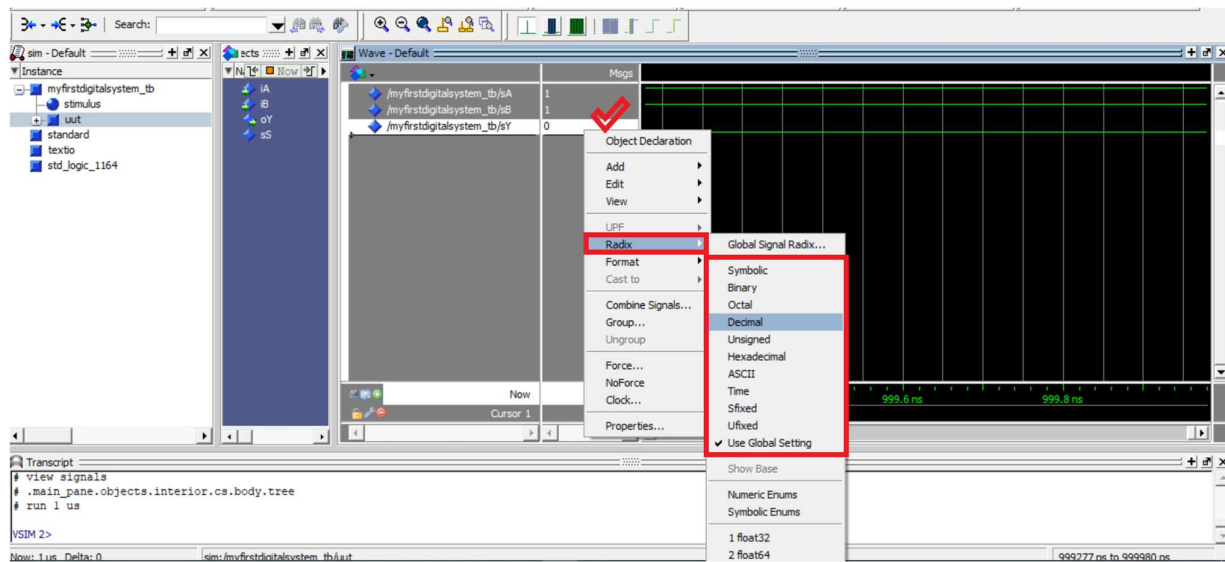 Search:
sim - Default
ects
Wave - Default
Instance
Now
Msgs
myfirstdigitalsystem_tb
stimulus
uut
standard
textio
std_logic_1164
iA
iB
oY
sS
/myfirstdigitalsystem_tb/sA 1
/myfirstdigitalsystem_tb/sB 1
/myfirstdigitalsystem_tb/sY 0
Object Declaration
Add
Edit
View
UPF
Radix
Format
Cast to
Combine Signals...
Group...
Ungroup
Force...
NoForce
Clock...
Properties...
Global Signal Radix...
Symbolic
Binary
Octal
Decimal
Unsigned
Hexadecimal
ASCII
Time
Sfixed
Ufixed
Use Global Setting
Show Base
Numeric Enums
Symbolic Enums
1 float32
2 float64
Now
Cursor 1
999.6 ns
999.8 ns
Transcript
# view signals
# .main_pane.objects.interior.cs.body.tree
# run 1 us
VSIM 2>
Now: 1 us Delta: 0
sim:/myfirstdigitalsystem_tb/uut
999277 ps to 999980 ps